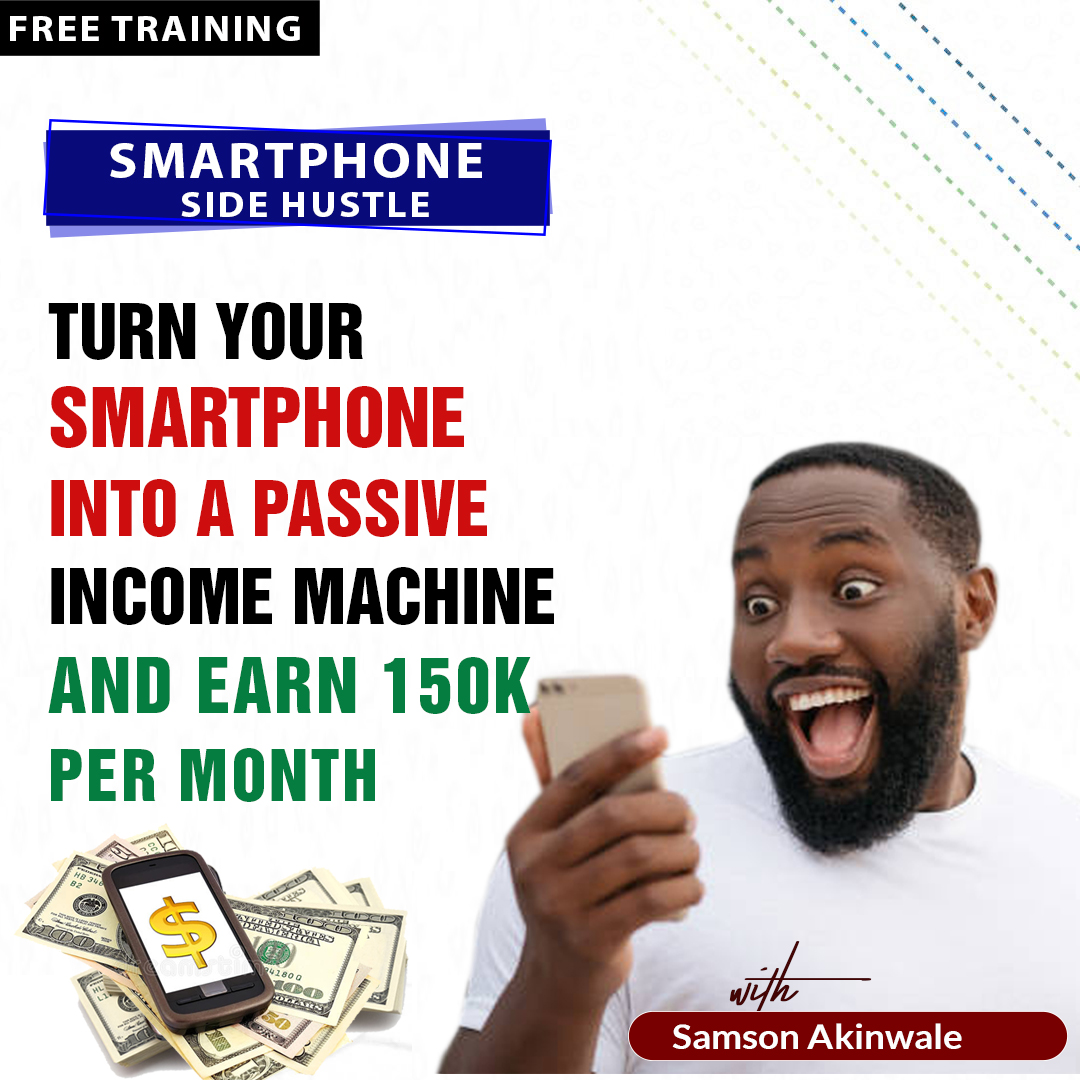 FREE TRAINING
SMARTPHONE
SIDE HUSTLE
TURN YOUR
SMARTPHONE
INTO A PASSIVE
INCOME MACHINE
AND EARN 150K
PER MONTH
$
with
Samson Akinwale